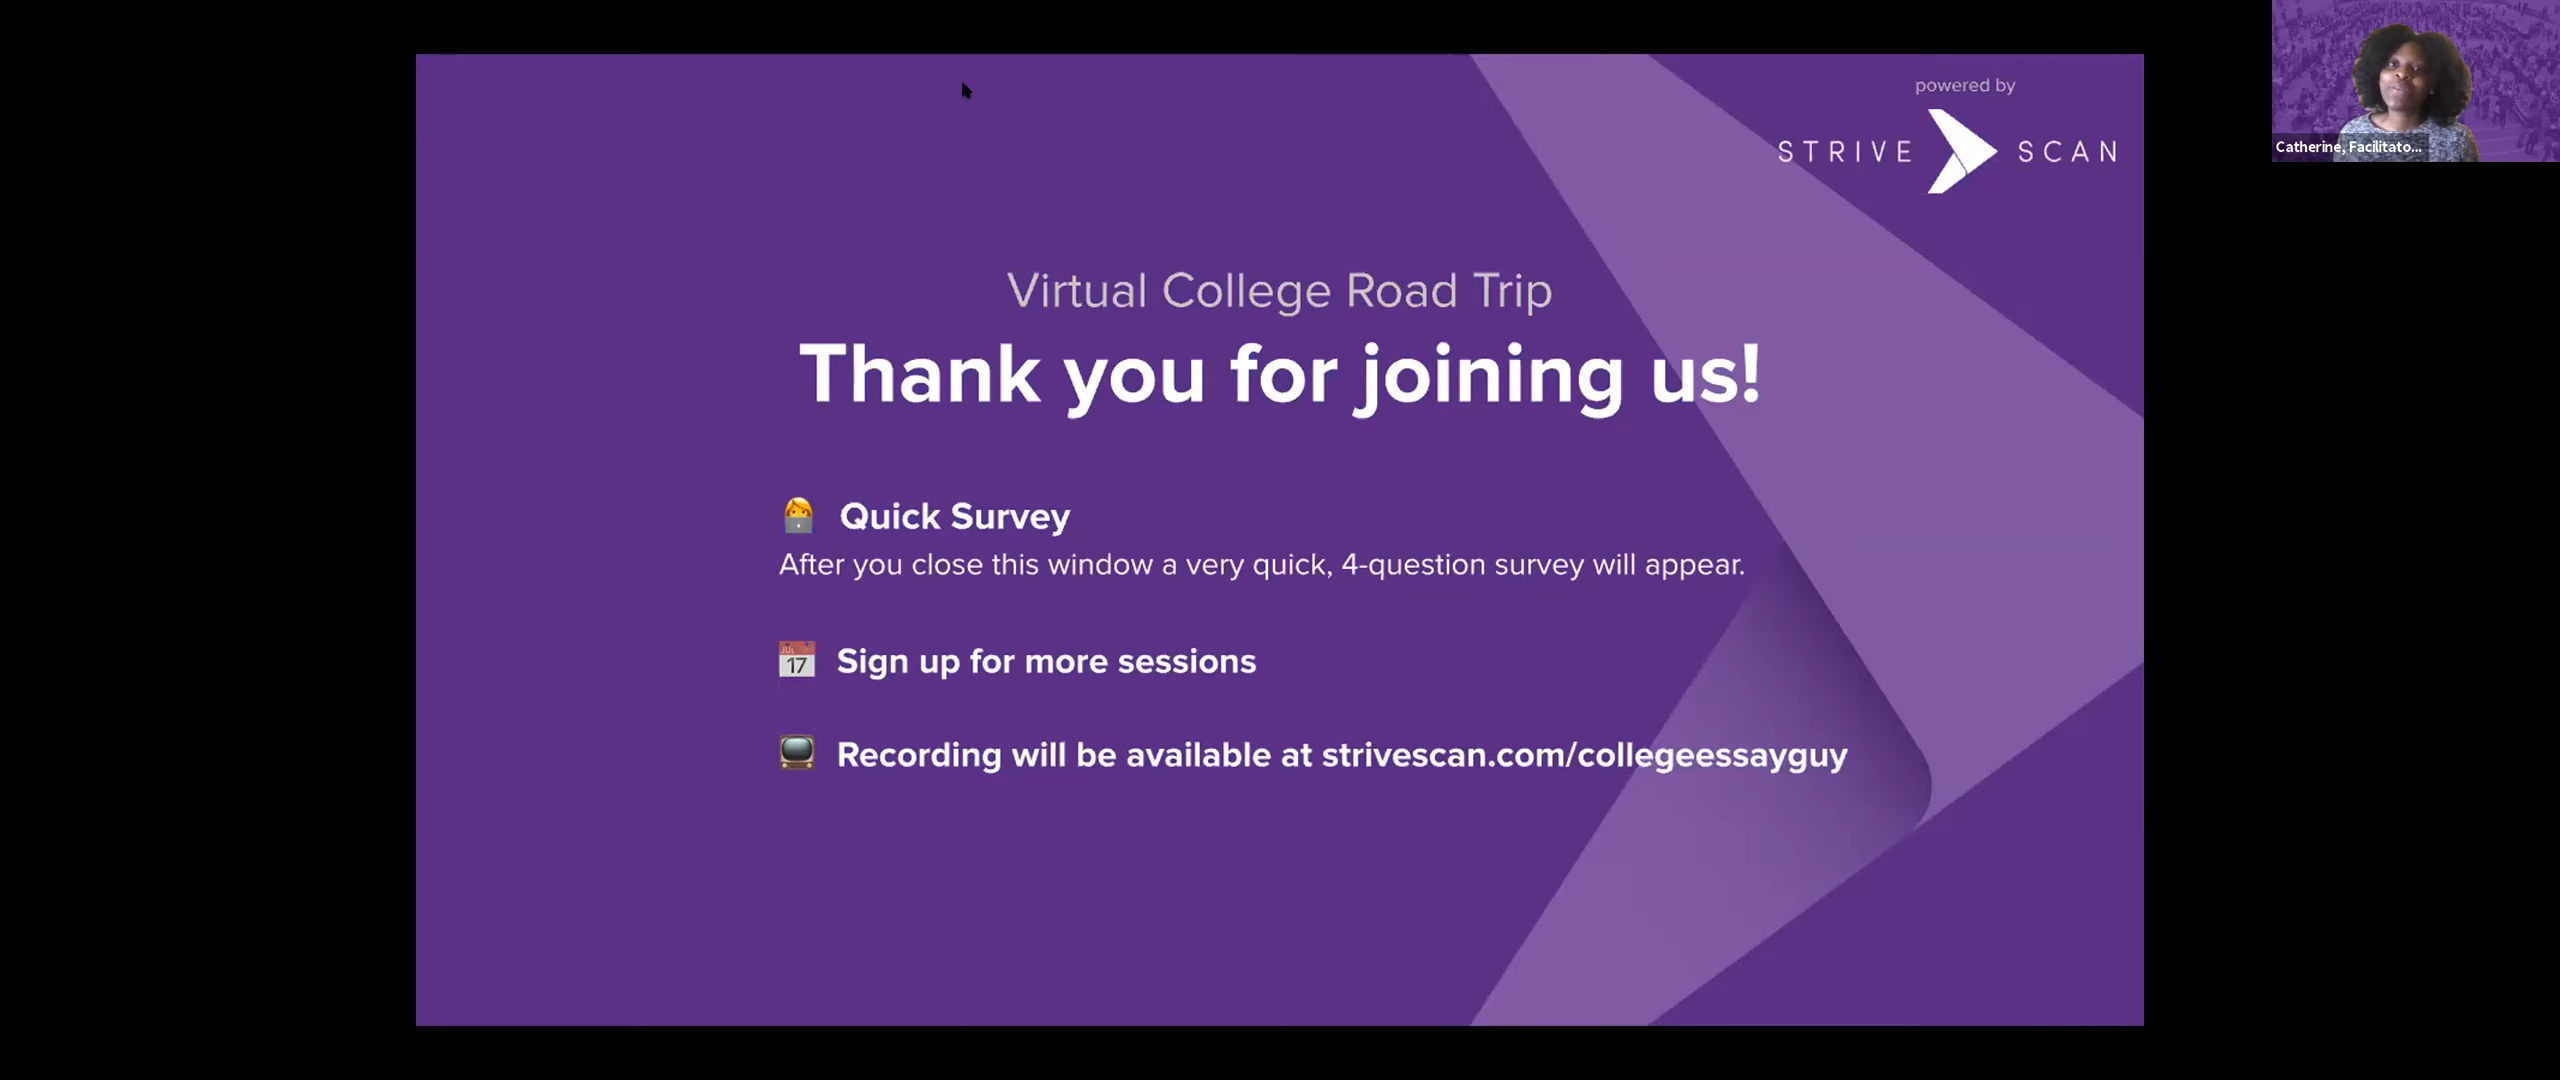 powered by
STRIVE SCAN
Catherine, Facilitato...
Virtual College Road Trip
Thank you for joining us!
Quick Survey
After you close this window a very quick, 4-question survey will appear.
JUL
17
Sign up for more sessions
Recording will be available at strivescan.com/collegeessayguy